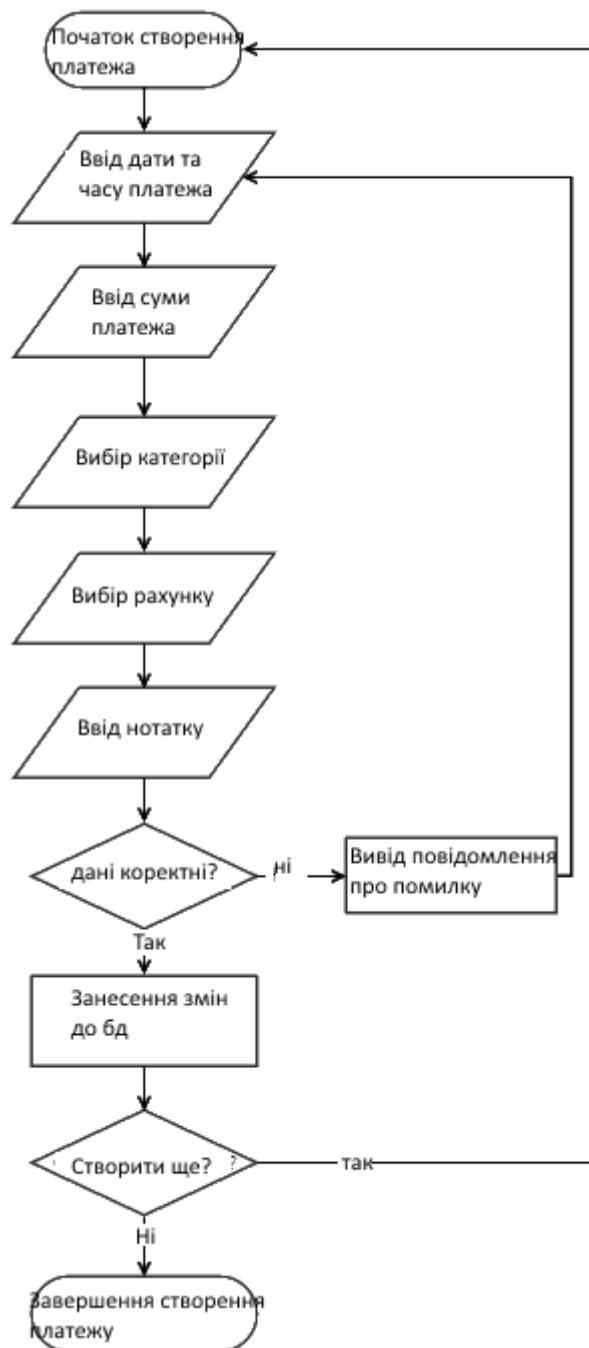 Початок створення
платежа
Ввід дати та
часу платежа
Ввід суми
платежа
Вибір категорії
Вибір рахунку
Ввід нотатку
дані коректні?
ні
Вивід повідомлення
про помилку
Так
Занесення змін
до бд
Створити ще?
?
так
Ні
Завершення створення
платежу